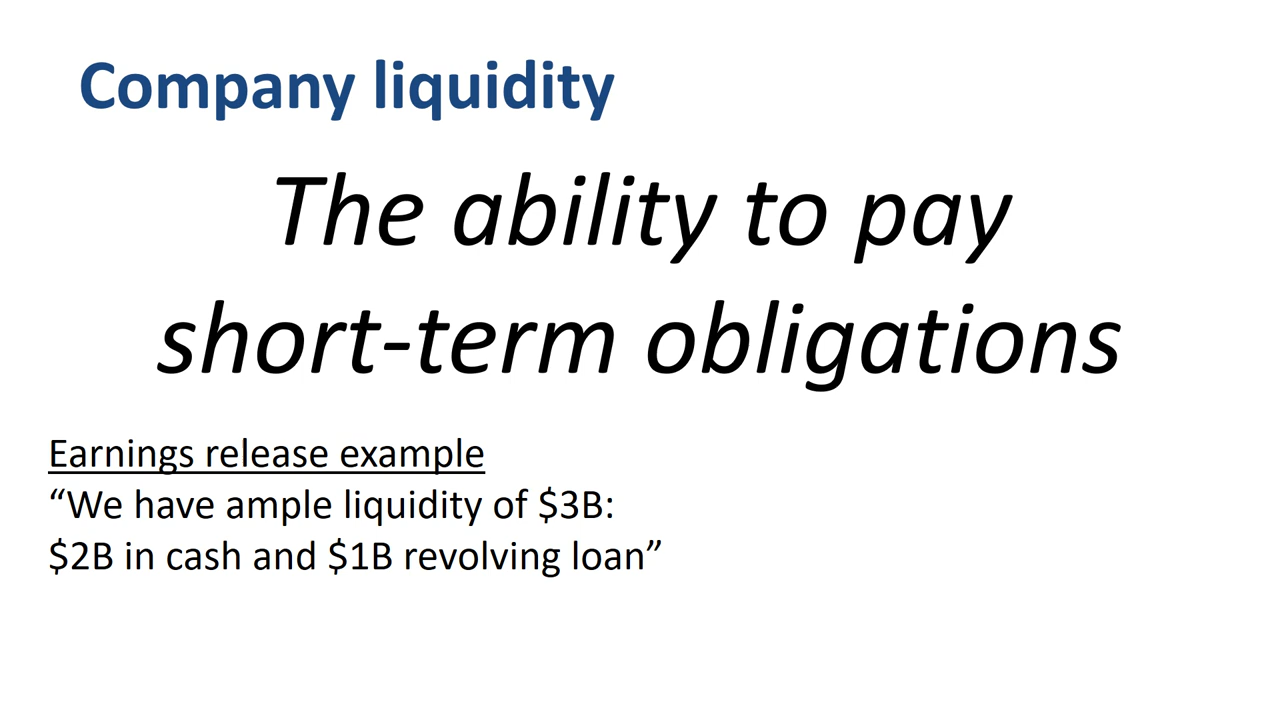 Company liquidity
The ability to pay
short-term obligations
Earnings release example
“We have ample liquidity of $3B:
$2B in cash and $1B revolving loan”